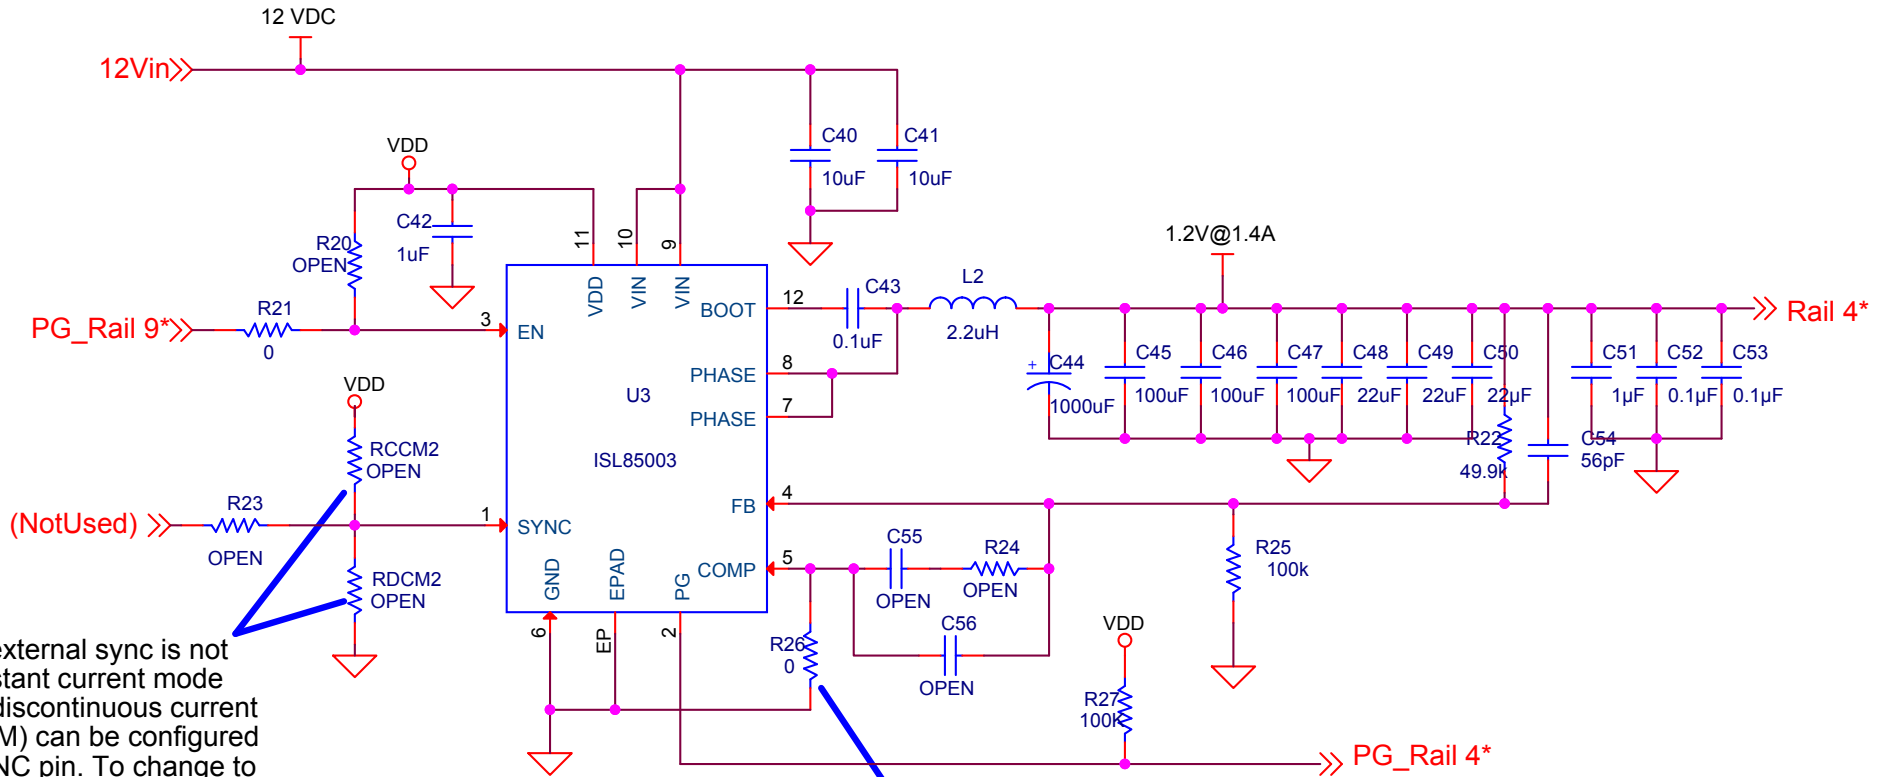 12 VDC
12Vin
VDD
C40
10uF
C41
10uF
C42
1uF
R20
OPEN
R21
0
PG_Rail 9*
11
10
9
VDD
VIN
VIN
3
EN
BOOT
12
C43
0.1uF
L2
2.2uH
1.2V@1.4A
Rail 4*
PHASE
8
PHASE
7
U3
ISL85003
+
C44
1000uF
C45
100uF
C46
100uF
C47
100uF
C48
22uF
C49
22uF
C50
22µF
C51
1µF
C52
0.1µF
C53
0.1µF
R22
49.9k
C54
56pF
VDD
RCCM2
OPEN
(NotUsed)
R23
OPEN
1
SYNC
RDCM2
OPEN
FB
4
COMP
5
C55
OPEN
R24
OPEN
C56
OPEN
R25
100k
GND
EPAD
PG
6
EP
2
R26
0
VDD
R27
100K
PG_Rail 4*
external sync is not
stant current mode
discontinuous current
M) can be configured
NC pin. To change to